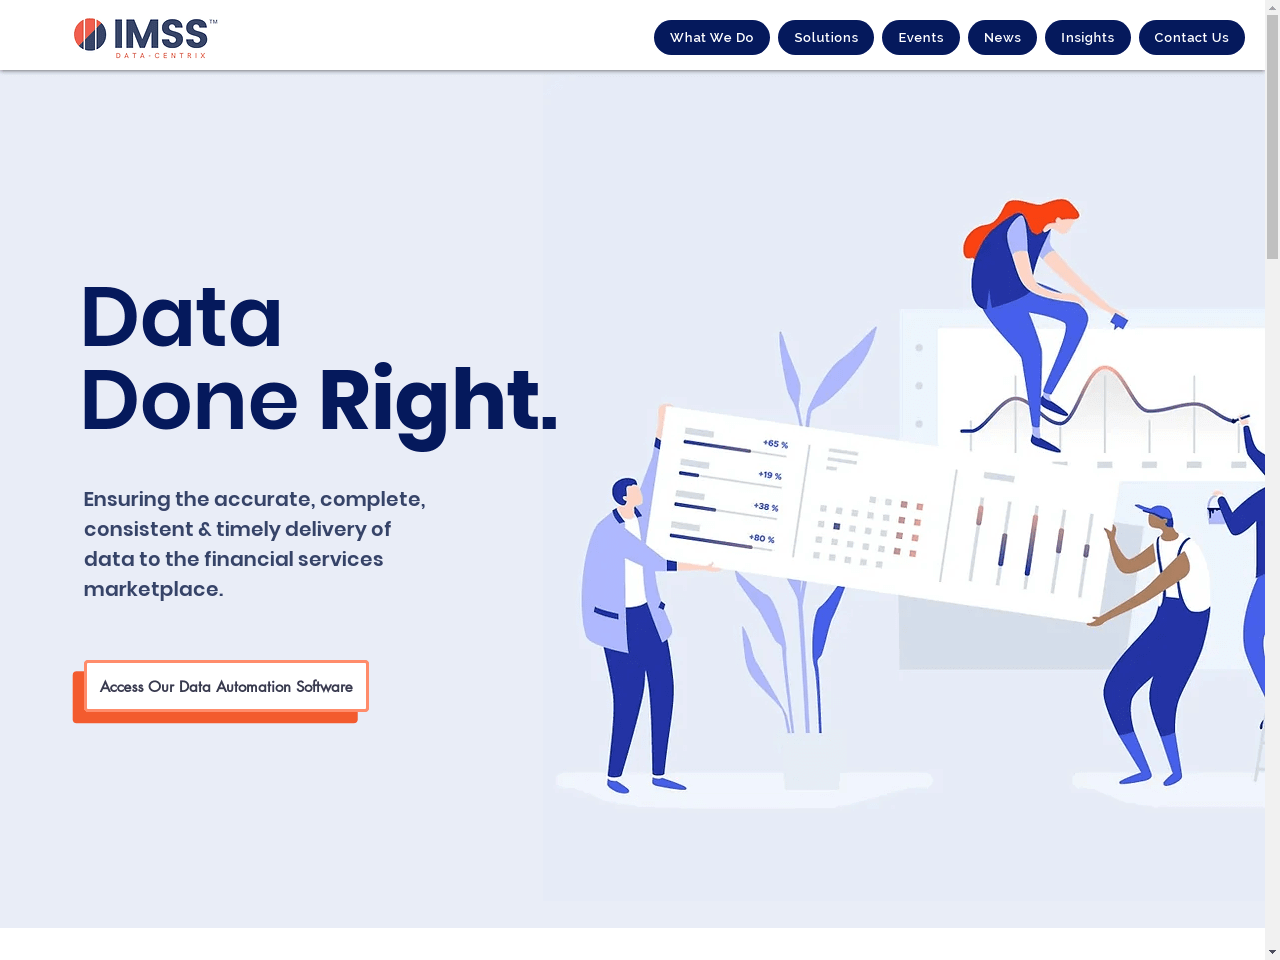 IMSS™
DATA-CENTRIX
What We Do
Solutions
Events
News
Insights
Contact Us
Data
Done Right.
Ensuring the accurate, complete,
consistent & timely delivery of
data to the financial services
marketplace.
Access Our Data Automation Software
+65 %
+19 %
+38 %
+80 %